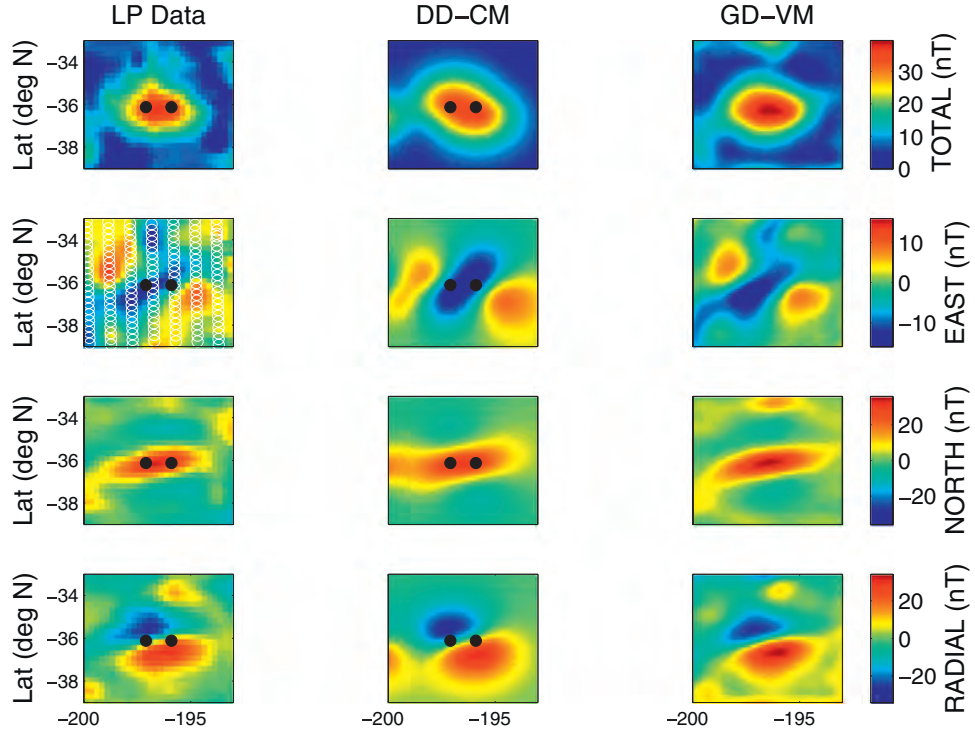 LP Data DD–CM GD–VM
Lat (deg N) −34 −36 −38 30 20 10 0 TOTAL (nT)
Lat (deg N) −34 −36 −38 10 0 −10 EAST (nT)
Lat (deg N) −34 −36 −38 20 0 −20 NORTH (nT)
Lat (deg N) −34 −36 −38 20 0 −20 RADIAL (nT)
−200 −195 −200 −195 −200 −195